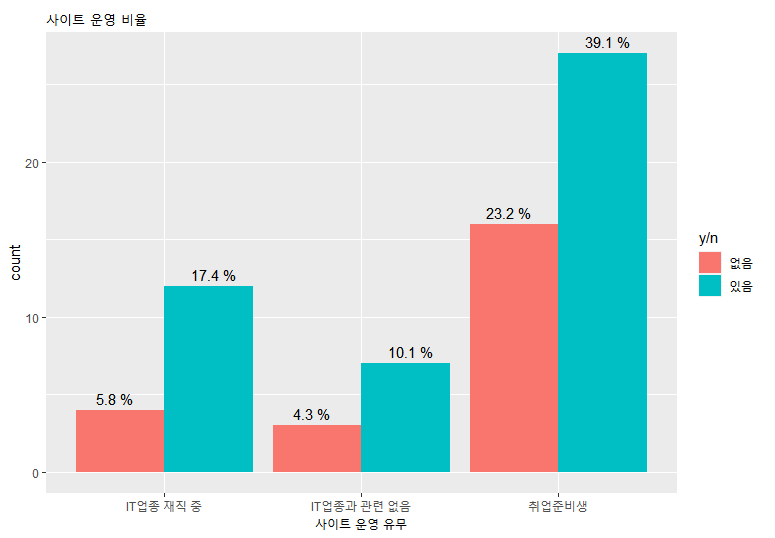 사이트 운영 비율
39.1 %
23.2 %
17.4 %
10.1 %
5.8 %
4.3 %
20
10
0
count
IT업종 재직 중
IT업종과 관련 없음
취업준비생
사이트 운영 유무
y/n
없음
있음